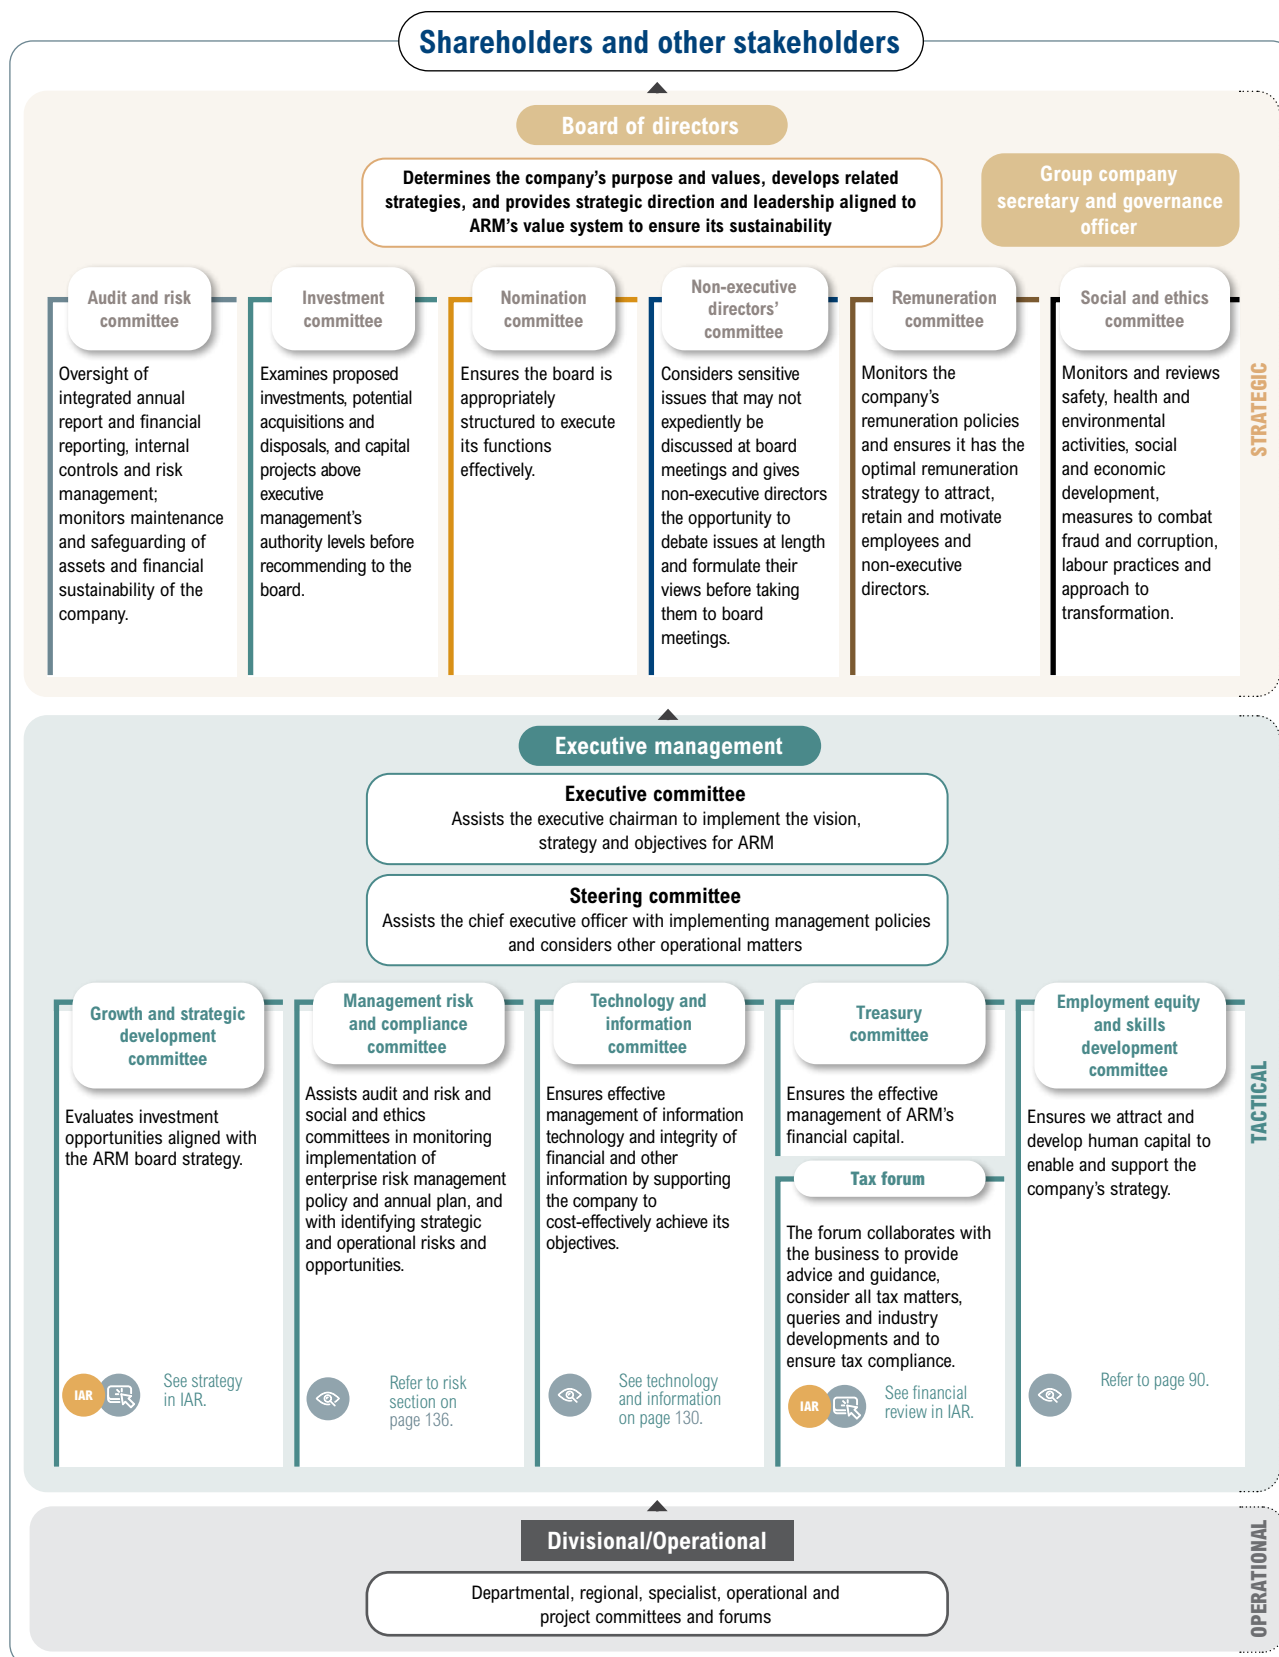 Shareholders and other stakeholders
Board of directors
Determines the company's purpose and values, develops related
strategies, and provides strategic direction and leadership aligned to
ARM's value system to ensure its sustainability
Group company
secretary and governance
officer
STRATEGIC
Audit and risk
committee
Oversight of
integrated annual
report and financial
reporting, internal
controls and risk
management;
monitors maintenance
and safeguarding of
assets and financial
sustainability of the
company.
Investment
committee
Examines proposed
investments, potential
acquisitions and
disposals, and capital
projects above
executive
management's
authority levels before
recommending to the
board.
Nomination
committee
Ensures the board is
appropriately
structured to execute
its functions
effectively.
Non-executive
directors'
committee
Considers sensitive
issues that may not
expediently be
discussed at board
meetings and gives
non-executive directors
the opportunity to
debate issues at length
and formulate their
views before taking
them to board
meetings.
Remuneration
committee
Monitors the
company's
remuneration policies
and ensures it has the
optimal remuneration
strategy to attract,
retain and motivate
employees and
non-executive
directors.
Social and ethics
committee
Monitors and reviews
safety, health and
environmental
activities, social
and economic
development,
measures to combat
fraud and corruption,
labour practices and
approach to
transformation.
Executive management
Executive committee
Assists the executive chairman to implement the vision,
strategy and objectives for ARM
Steering committee
Assists the chief executive officer with implementing management policies
and considers other operational matters
TACTICAL
Growth and strategic
development
committee
Evaluates investment
opportunities aligned with
the ARM board strategy.
IAR
See strategy
in IAR.
Management risk
and compliance
committee
Assists audit and risk and
social and ethics
committees in monitoring
implementation of
enterprise risk management
policy and annual plan, and
with identifying strategic
and operational risks and
opportunities.
Refer to risk
section on
page 136.
Technology and
information
committee
Ensures effective
management of information
technology and integrity of
financial and other
information by supporting
the company to
cost-effectively achieve its
objectives.
See technology
and information
on page 130.
Treasury
committee
Ensures the effective
management of ARM's
financial capital.
Tax forum
The forum collaborates with
the business to provide
advice and guidance,
consider all tax matters,
queries and industry
developments and to
ensure tax compliance.
IAR
See financial
review in IAR.
Employment equity
and skills
development
committee
Ensures we attract and
develop human capital to
enable and support the
company's strategy.
Refer to page 90.
Divisional/Operational
Departmental, regional, specialist, operational and
project committees and forums
OPERATIONAL